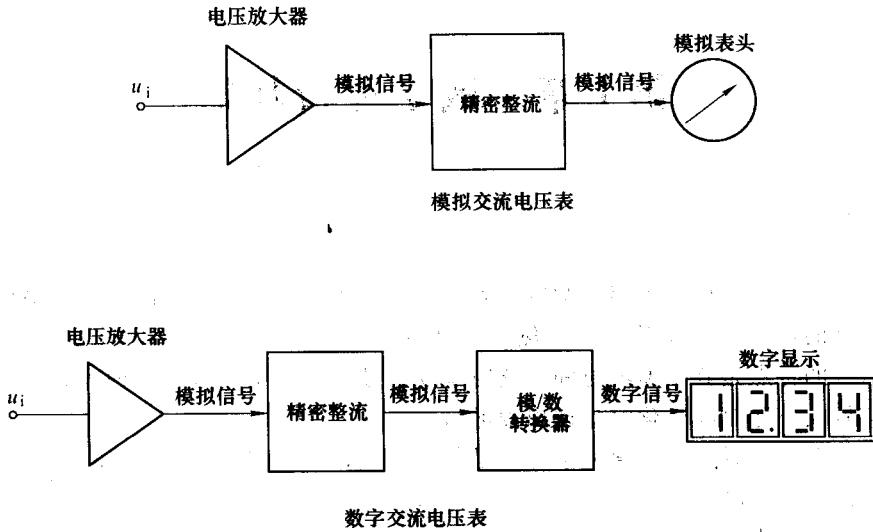 电压放大器
模拟表头
u i
模拟信号
精密整流
模拟信号
模拟交流电压表
电压放大器
数字显示
u i
模拟信号
精密整流
模拟信号
模/数
转换器
数字信号
12.34
数字交流电压表